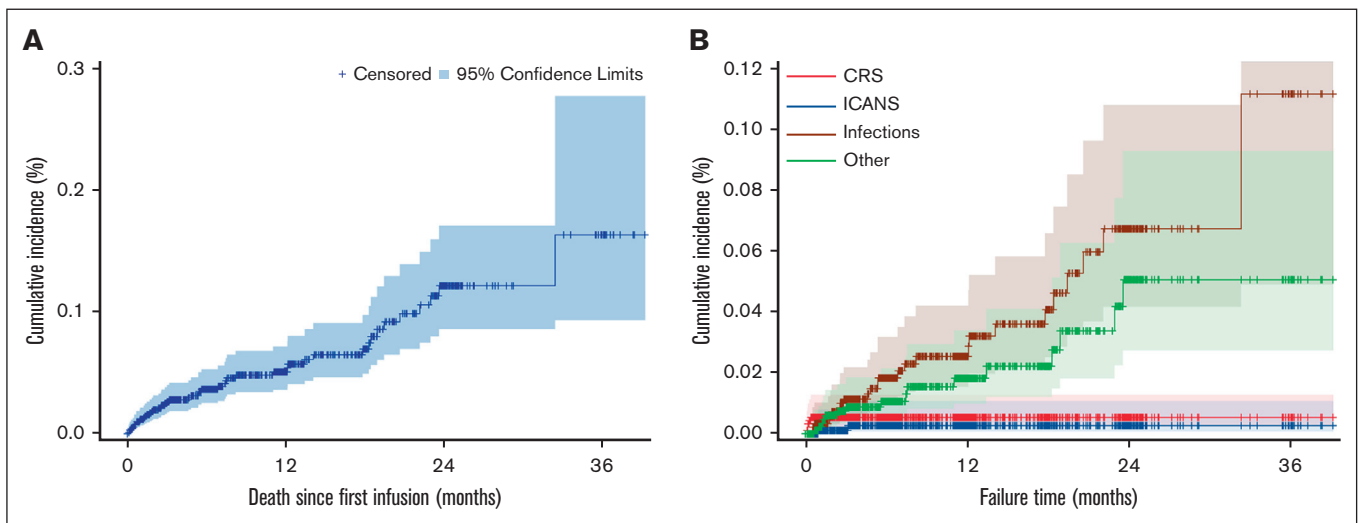 A
0.3
0.2
0.1
0.0
Cumulative incidence (%)
+ Censored 95% Confidence Limits
0 12 24 36
Death since first infusion (months)
B
0.12
0.10
0.08
0.06
0.04
0.02
0.00
Cumulative incidence (%)
CRS
ICANS
Infections
Other
0 12 24 36
Failure time (months)